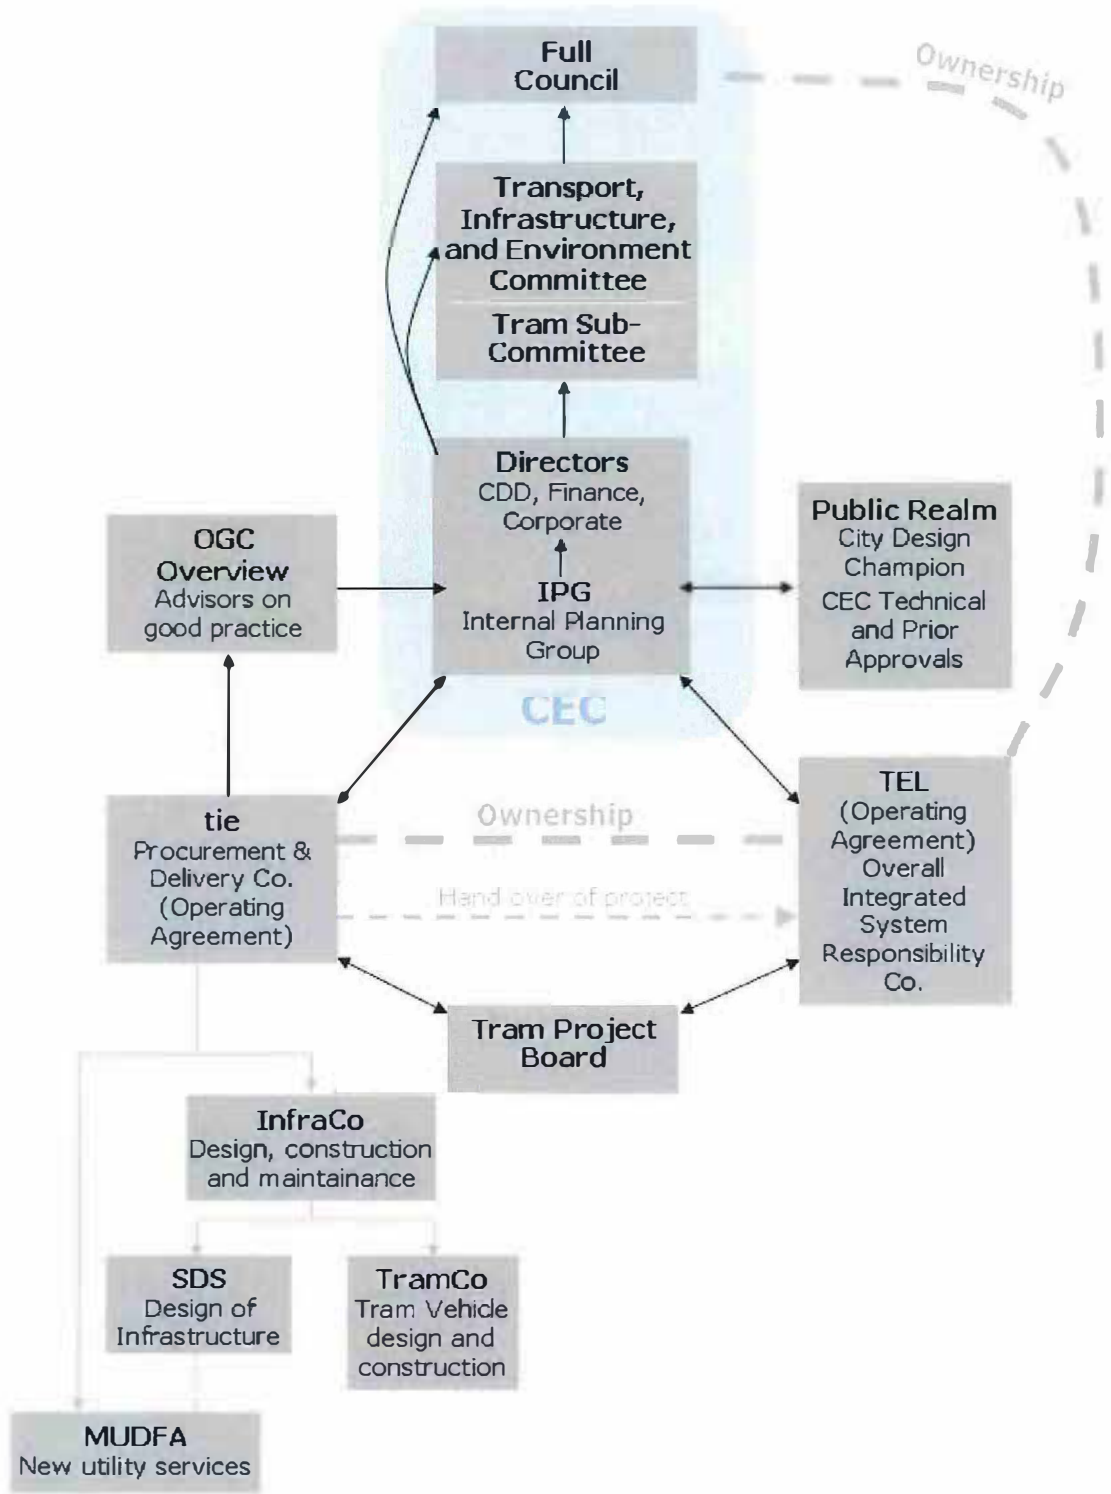 Full
Council
Ownership
Transport,
Infrastructure,
and Environment
Committee
Tram Sub-
Committee
Directors
CDD, Finance,
Corporate
IPG
Internal Planning
Group
CEC
OGC
Overview
Advisors on
good practice
Public Realm
City Design
Champion
CEC Technical
and Prior
Approvals
tie
Procurement &
Delivery Co.
(Operating
Agreement)
Ownership
Hand over of project
TEL
(Operating
Agreement)
Overall
Integrated
System
Responsibility
Co.
Tram Project
Board
InfraCo
Design, construction
and maintainance
SDS
Design of
Infrastructure
TramCo
Tram Vehicle
design and
construction
MUDFA
New utility services